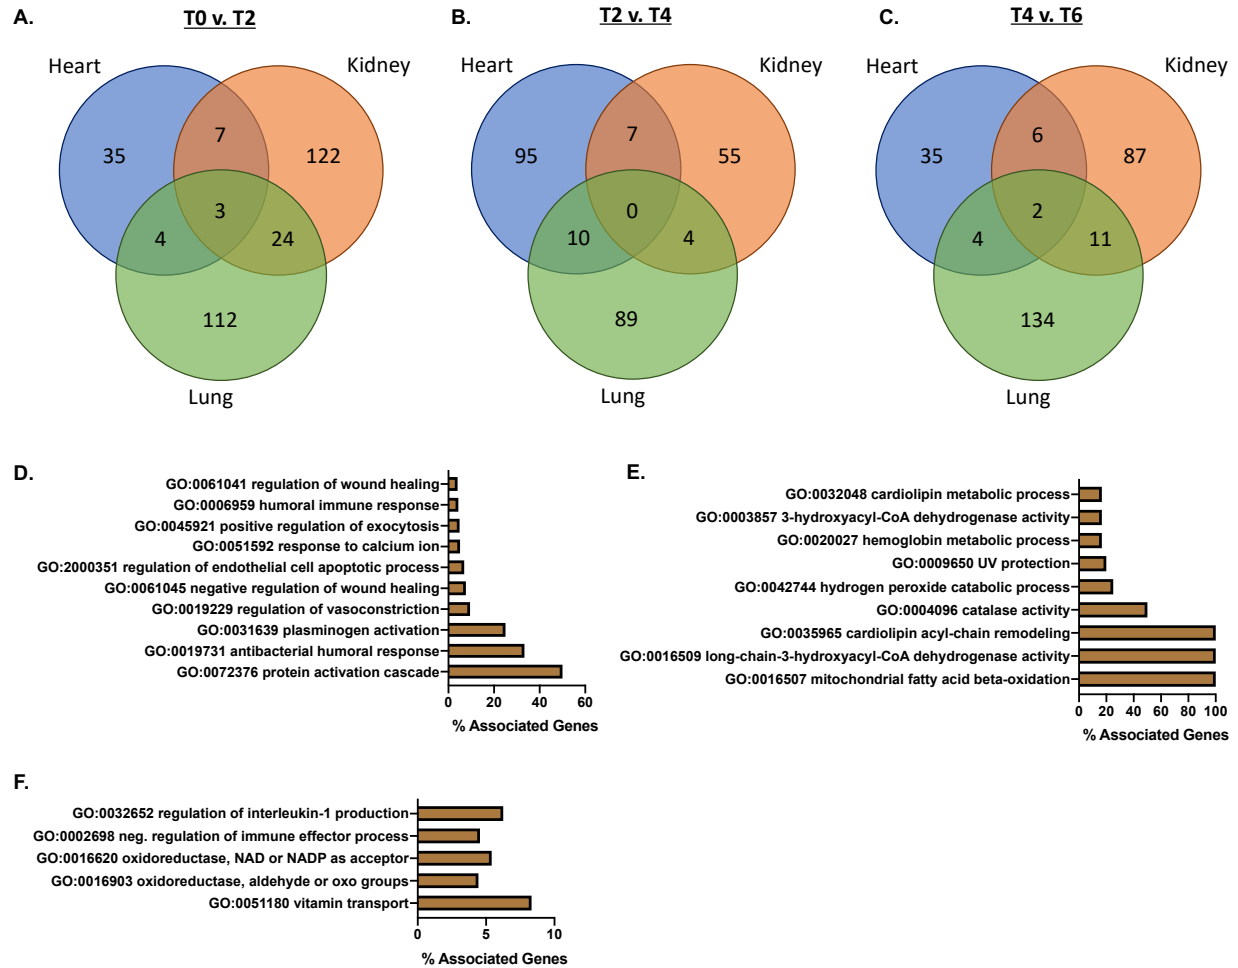 A.
T0 v. T2
B.
T2 v. T4
C.
T4 v. T6
Heart
Kidney
Heart
Kidney
Heart
Kidney
7
35
122
3
4
24
112
Lung
7
95
55
0
10
4
89
Lung
6
35
87
2
4
11
134
Lung
D.
GO:0061041 regulation of wound healing
GO:0006959 humoral immune response
GO:0045921 positive regulation of exocytosis
GO:0051592 response to calcium ion
GO:2000351 regulation of endothelial cell apoptotic process
GO:0061045 negative regulation of wound healing
GO:0019229 regulation of vasoconstriction
GO:0031639 plasminogen activation
GO:0019731 antibacterial humoral response
GO:0072376 protein activation cascade
0 20 40 60
% Associated Genes
E.
GO:0032048 cardiolipin metabolic process
GO:0003857 3-hydroxyacyl-CoA dehydrogenase activity
GO:0020027 hemoglobin metabolic process
GO:0009650 UV protection
GO:0042744 hydrogen peroxide catabolic process
GO:0004096 catalase activity
GO:0035965 cardiolipin acyl-chain remodeling
GO:0016509 long-chain-3-hydroxyacyl-CoA dehydrogenase activity
GO:0016507 mitochondrial fatty acid beta-oxidation
0 20 40 60 80 100
% Associated Genes
F.
GO:0032652 regulation of interleukin-1 production
GO:0002698 neg. regulation of immune effector process
GO:0016620 oxidoreductase, NAD or NADP as acceptor
GO:0016903 oxidoreductase, aldehyde or oxo groups
GO:0051180 vitamin transport
0 5 10
% Associated Genes